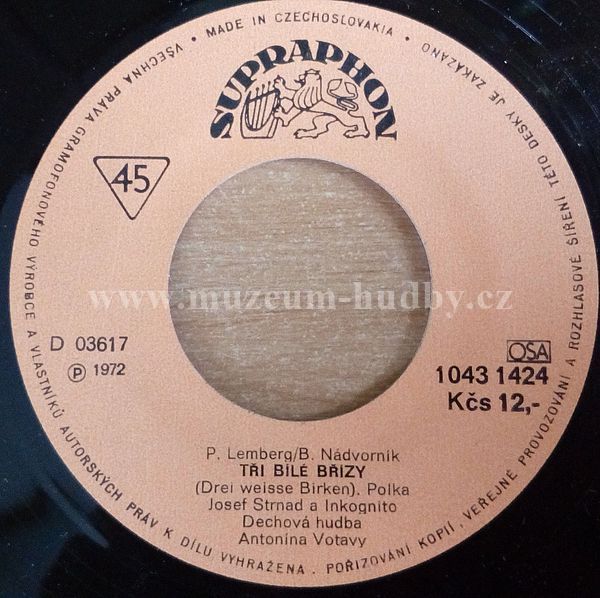 VŠECHNA PRÁVA GRAMOFONOVÉHO VÝROBCE A VLASTNÍKŮ AUTORSKÝCH PRÁV K DÍLU VYHRAŽENA. POŘIZOVÁNÍ KOPIÍ, VEŘEJNÉ PROVOZOVÁNÍ A ROZHLASOVÉ ŠÍŘENÍ TÉTO DESKY JE ZAKÁZÁNO • MADE IN CZECHOSLOVAKIA •
SUPRAPHON
45
www.muzeum-hudby.cz
D 03617
Ⓟ 1972
OSA
1043 1424
Kčs 12,-
P. Lemberg/B. Nádvorník
TŘI BÍLÉ BŘÍZY
(Drei weisse Birken). Polka
Josef Strnad a Inkognito
Dechová hudba
Antonína Votavy